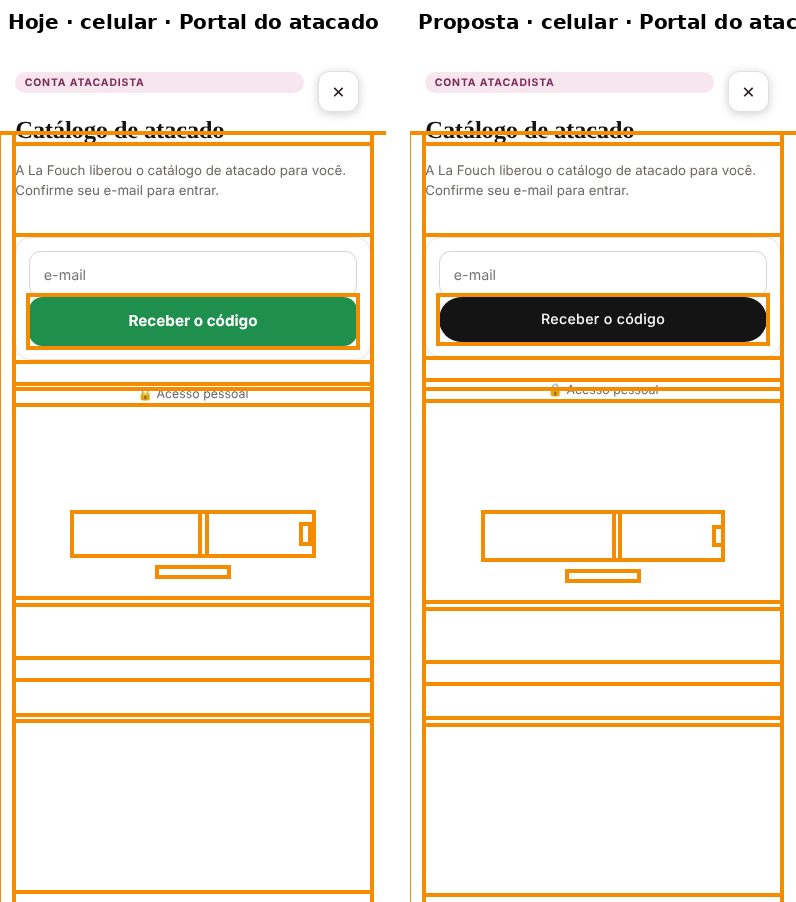 Hoje · celular · Portal do atacado
CONTA ATACADISTA
×
Catálogo de atacado
A La Fouch liberou o catálogo de atacado para você.
Confirme seu e-mail para entrar.
e-mail
Receber o código
🔒 Acesso pessoal
Proposta · celular · Portal do atac
CONTA ATACADISTA
×
Catálogo de atacado
A La Fouch liberou o catálogo de atacado para você.
Confirme seu e-mail para entrar.
e-mail
Receber o código
🔒 Acesso pessoal